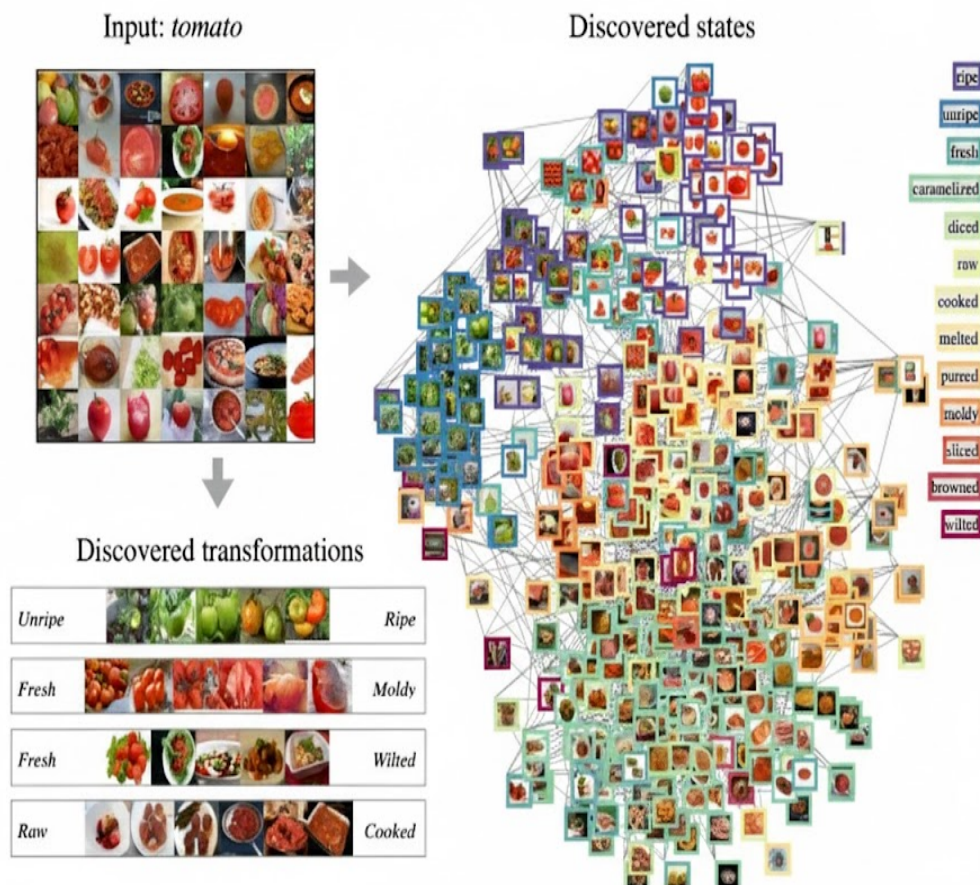 Input: tomato
Discovered states
ripe
unripe
fresh
caramelized
diced
raw
cooked
melted
pureed
moldy
sliced
browned
wilted
Discovered transformations
Unripe Ripe
Fresh Moldy
Fresh Wilted
Raw Cooked